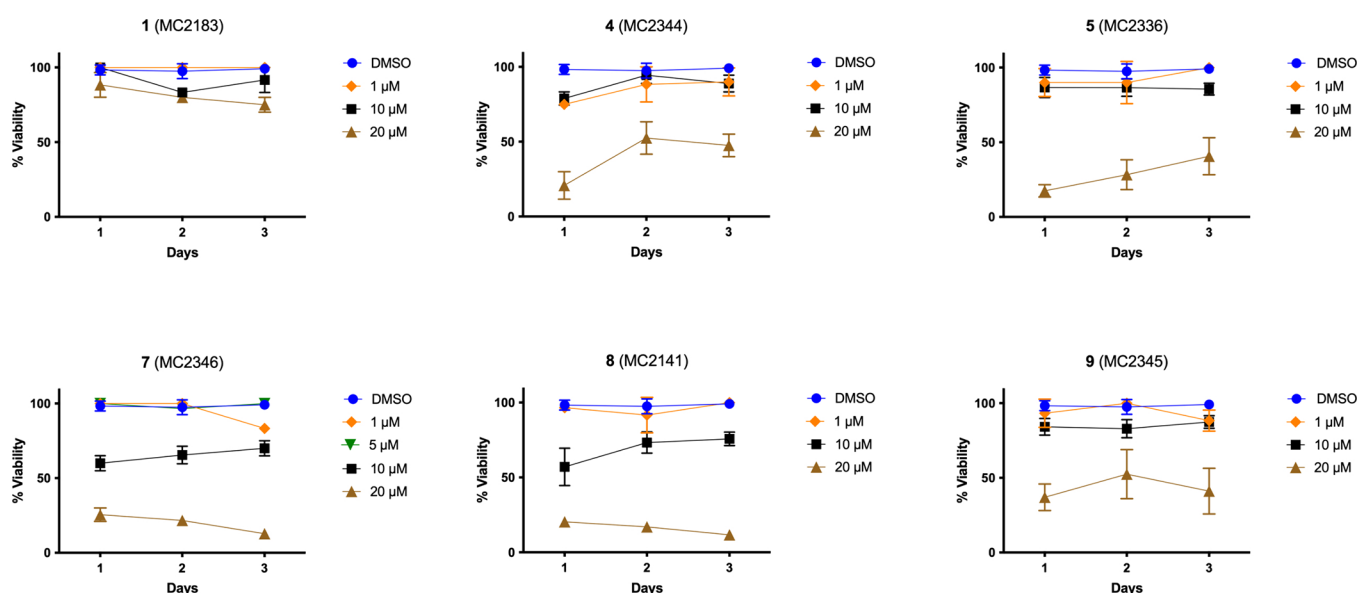 1 (MC2183)
% Viability
100
50
0
1 2 3
Days
DMSO
1 µM
10 µM
20 µM
4 (MC2344)
% Viability
100
50
0
1 2 3
Days
DMSO
1 µM
10 µM
20 µM
5 (MC2336)
% Viability
100
50
0
1 2 3
Days
DMSO
1 µM
10 µM
20 µM
7 (MC2346)
% Viability
100
50
0
1 2 3
Days
DMSO
1 µM
5 µM
10 µM
20 µM
8 (MC2141)
% Viability
100
50
0
1 2 3
Days
DMSO
1 µM
10 µM
20 µM
9 (MC2345)
% Viability
100
50
0
1 2 3
Days
DMSO
1 µM
10 µM
20 µM